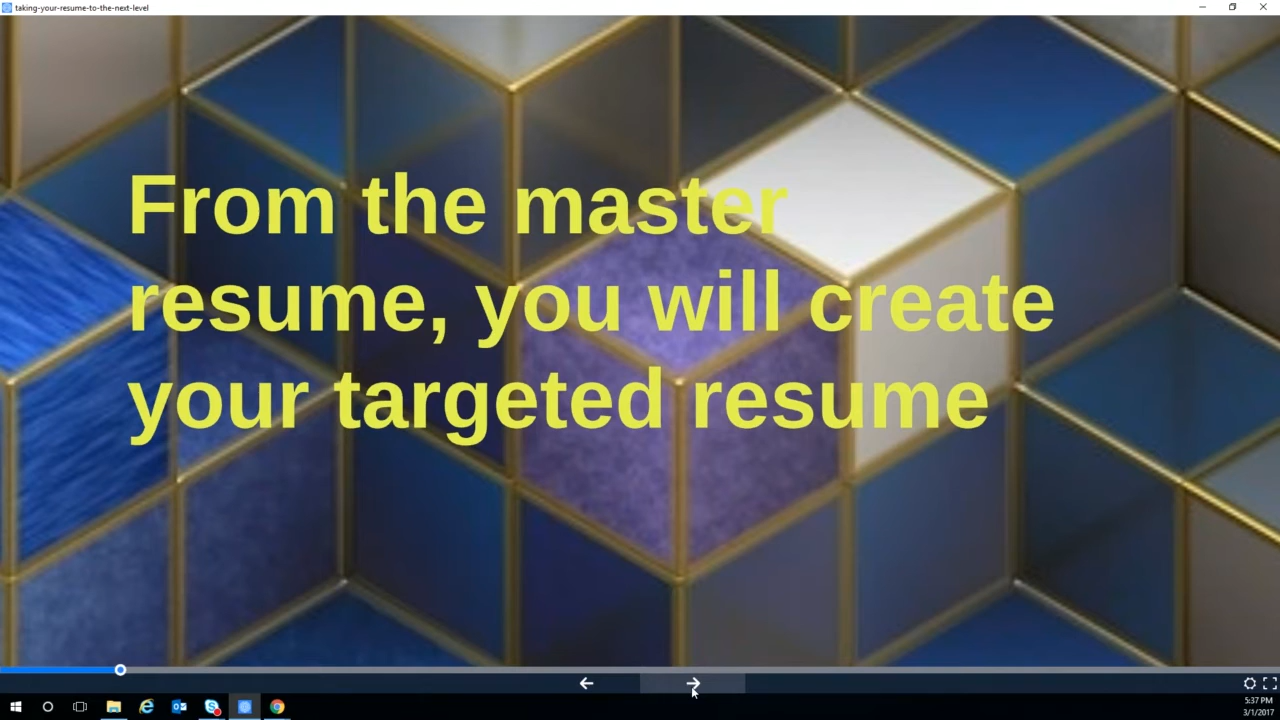 taking-your-resume-to-the-next-level
From the master
resume, you will create
your targeted resume
5:37 PM
3/1/2017